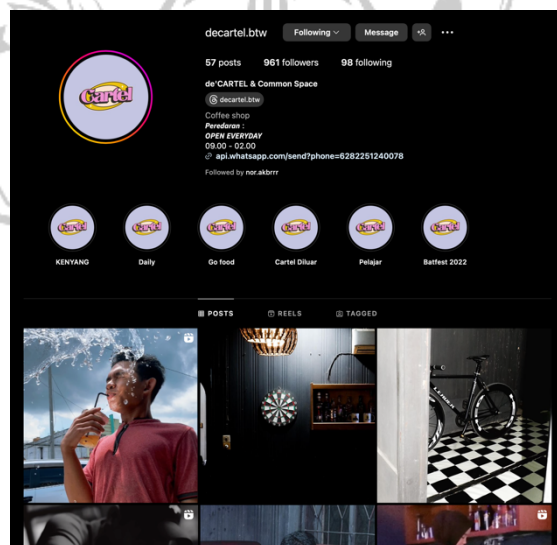 decartel.btw Following Message
57 posts 961 followers 98 following
de'CARTEL & Common Space
decartel.btw
Coffee shop
Peredaran :
OPEN EVERYDAY
09.00 - 02.00
api.whatsapp.com/send?phone=6282251240078
Followed by nor.akbrrr
Cartel
Cartel Cartel Cartel Cartel Cartel Cartel
KENYANG Daily Go food Cartel Diluar Pelajar Batfest 2022
POSTS REELS TAGGED